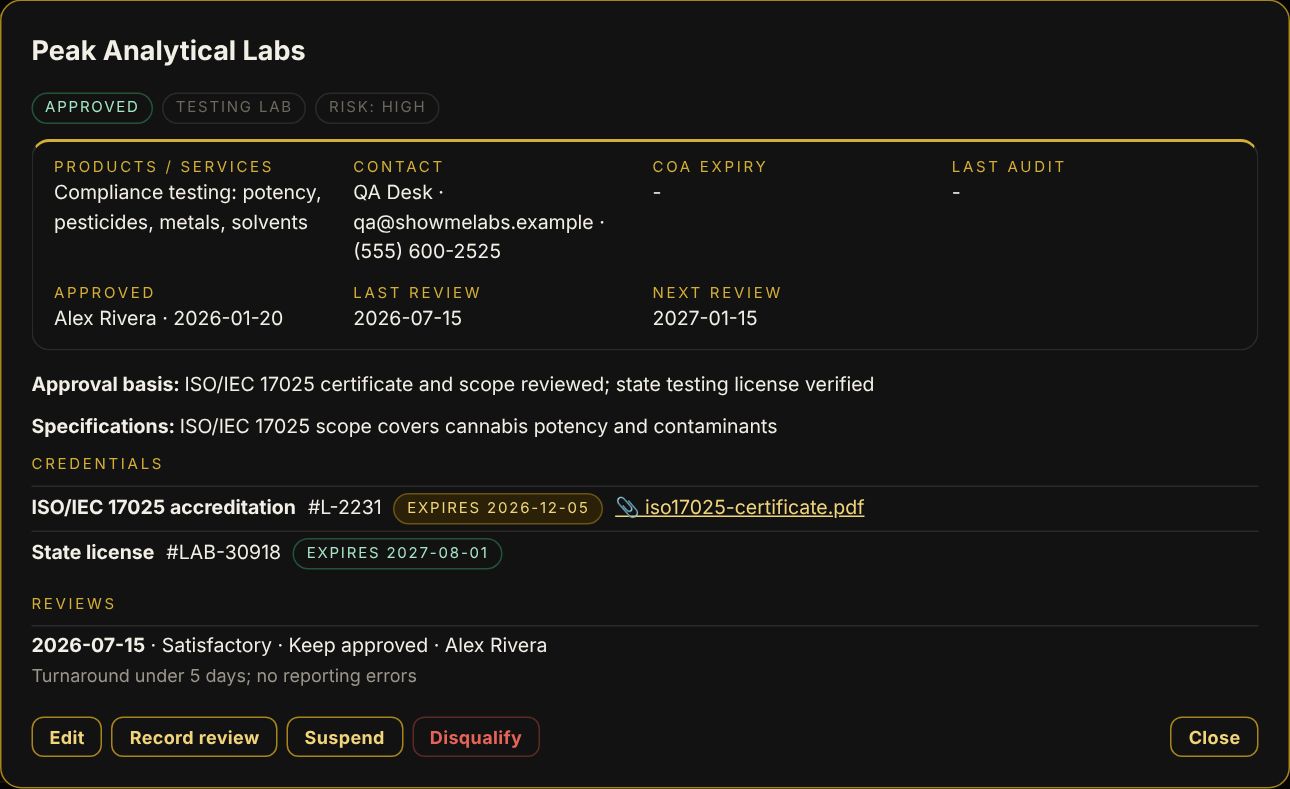 Peak Analytical Labs
APPROVED TESTING LAB RISK: HIGH
PRODUCTS / SERVICES
Compliance testing: potency,
pesticides, metals, solvents
CONTACT
QA Desk ·
qa@showmelabs.example ·
(555) 600-2525
COA EXPIRY
-
LAST AUDIT
-
APPROVED
Alex Rivera · 2026-01-20
LAST REVIEW
2026-07-15
NEXT REVIEW
2027-01-15
Approval basis: ISO/IEC 17025 certificate and scope reviewed; state testing license verified
Specifications: ISO/IEC 17025 scope covers cannabis potency and contaminants
CREDENTIALS
ISO/IEC 17025 accreditation #L-2231 EXPIRES 2026-12-05 📎 iso17025-certificate.pdf
State license #LAB-30918 EXPIRES 2027-08-01
REVIEWS
2026-07-15 · Satisfactory · Keep approved · Alex Rivera
Turnaround under 5 days; no reporting errors
Edit Record review Suspend Disqualify Close